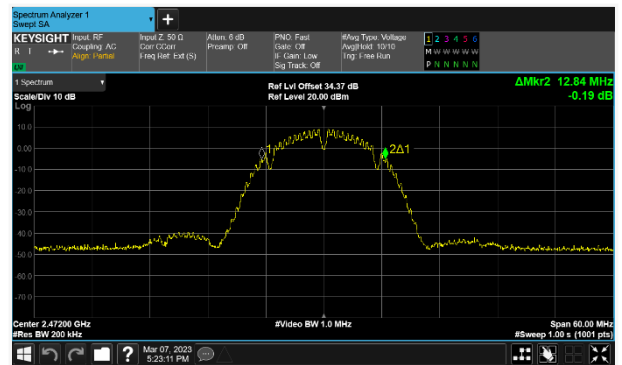 Spectrum Analyzer 1
Swept SA
KEYSIGHT
R L
Input: RF
Coupling: AC
Align: Partial
Input Z: 50 Ω
Corr CCorr
Freq Ref: Ext (S)
Atten: 6 dB
Preamp: Off
PNO: Fast
Gate: Off
IF Gain: Low
Sig Track: Off
#Avg Type: Voltage
Avg|Hold: 10/10
Trig: Free Run
1 2 3 4 5 6
M W W W W W
P N N N N N
1 Spectrum
Scale/Div 10 dB
Log
Ref Lvl Offset 34.37 dB
Ref Level 20.00 dBm
ΔMkr2 12.84 MHz
-0.19 dB
10.0
0.00
1
2Δ1
-10.0
-20.0
-30.0
-40.0
-50.0
-60.0
-70.0
Center 2.47200 GHz
#Res BW 200 kHz
#Video BW 1.0 MHz
Span 60.00 MHz
#Sweep 1.00 s (1001 pts)
?
Mar 07, 2023
5:23:11 PM